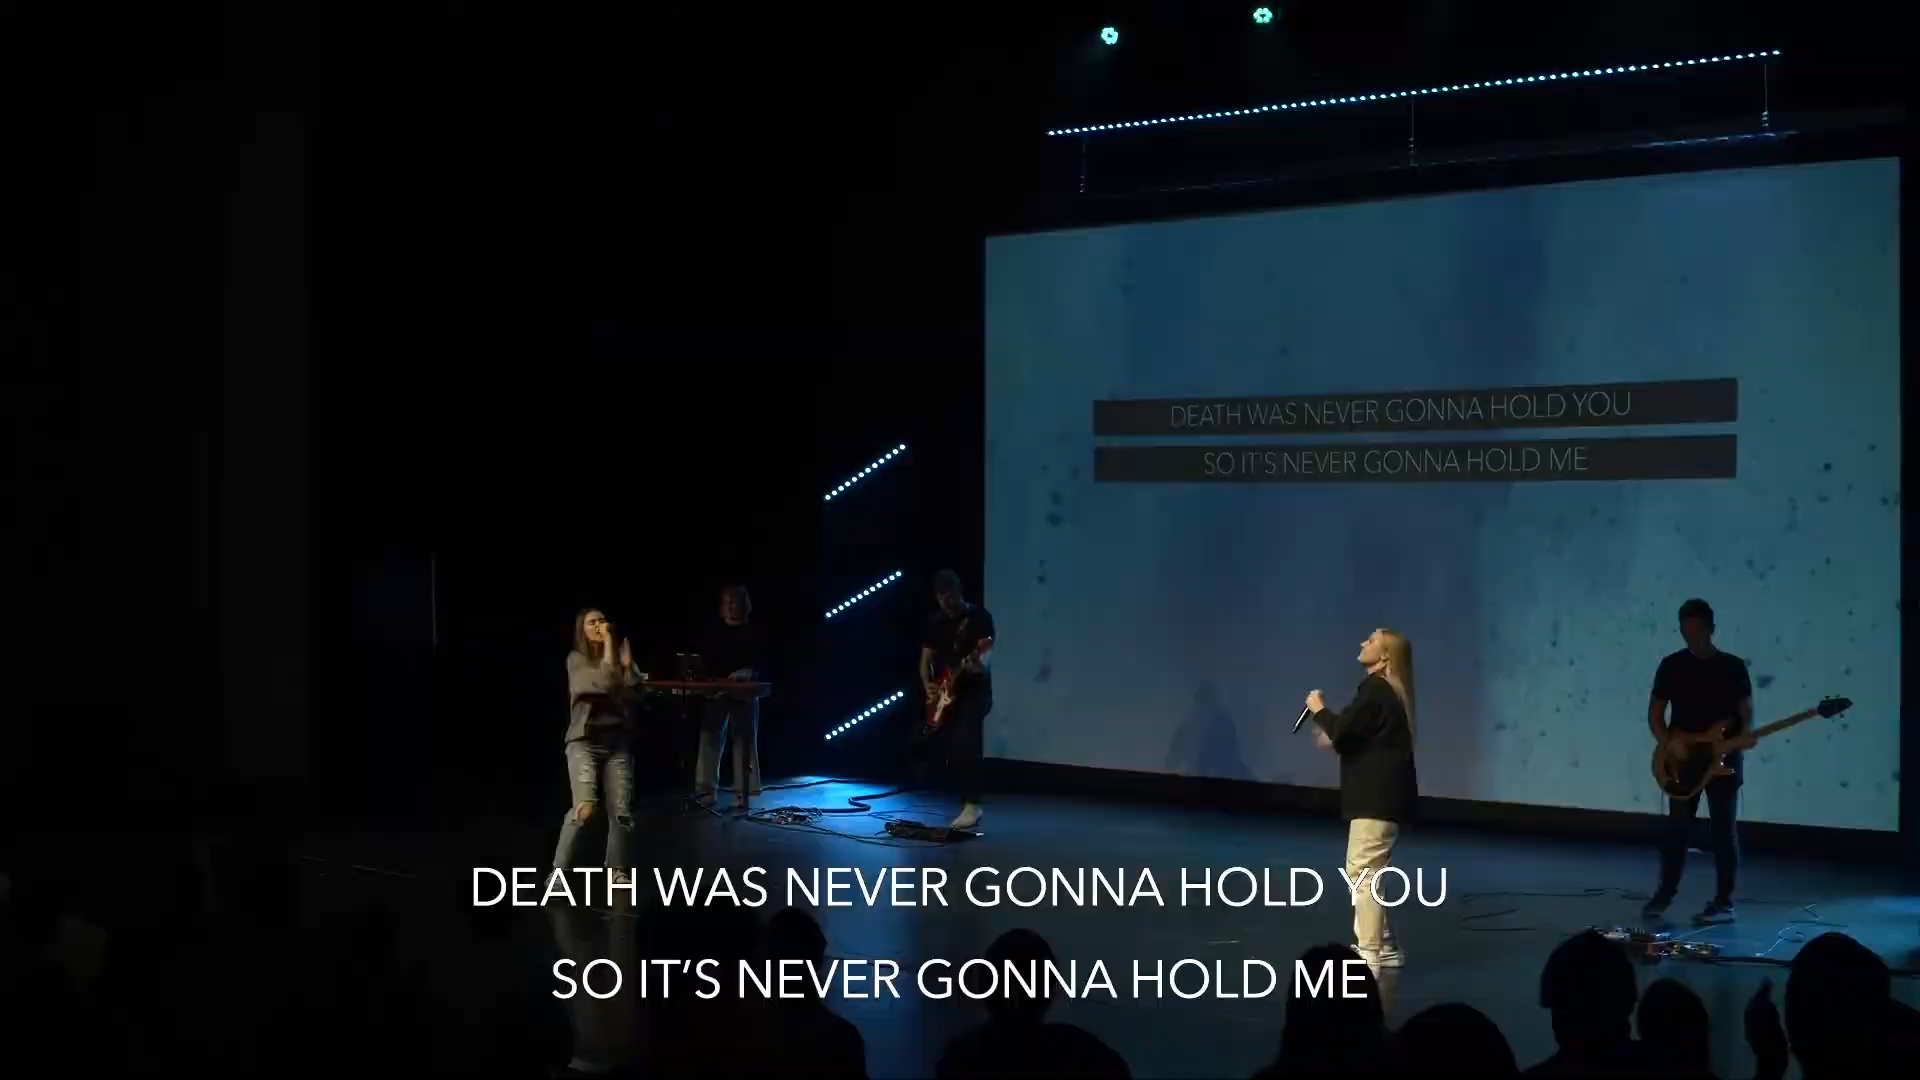 DEATH WAS NEVER GONNA HOLD YOU
SO IT'S NEVER GONNA HOLD ME
DEATH WAS NEVER GONNA HOLD YOU
SO IT’S NEVER GONNA HOLD ME